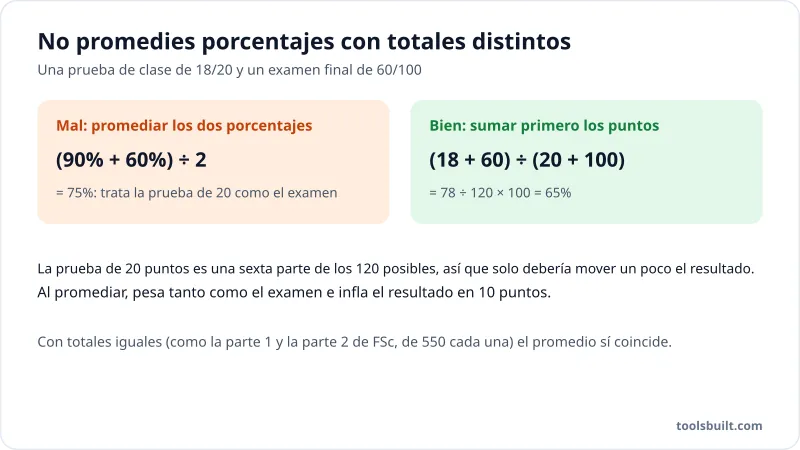 No promedies porcentajes con totales distintos
Una prueba de clase de 18/20 y un examen final de 60/100
Mal: promediar los dos porcentajes
(90% + 60%) ÷ 2
= 75%: trata la prueba de 20 como el examen
Bien: sumar primero los puntos
(18 + 60) ÷ (20 + 100)
= 78 ÷ 120 × 100 = 65%
La prueba de 20 puntos es una sexta parte de los 120 posibles, así que solo debería mover un poco el resultado.
Al promediar, pesa tanto como el examen e infla el resultado en 10 puntos.
Con totales iguales (como la parte 1 y la parte 2 de FSc, de 550 cada una) el promedio sí coincide.
toolsbuilt.com